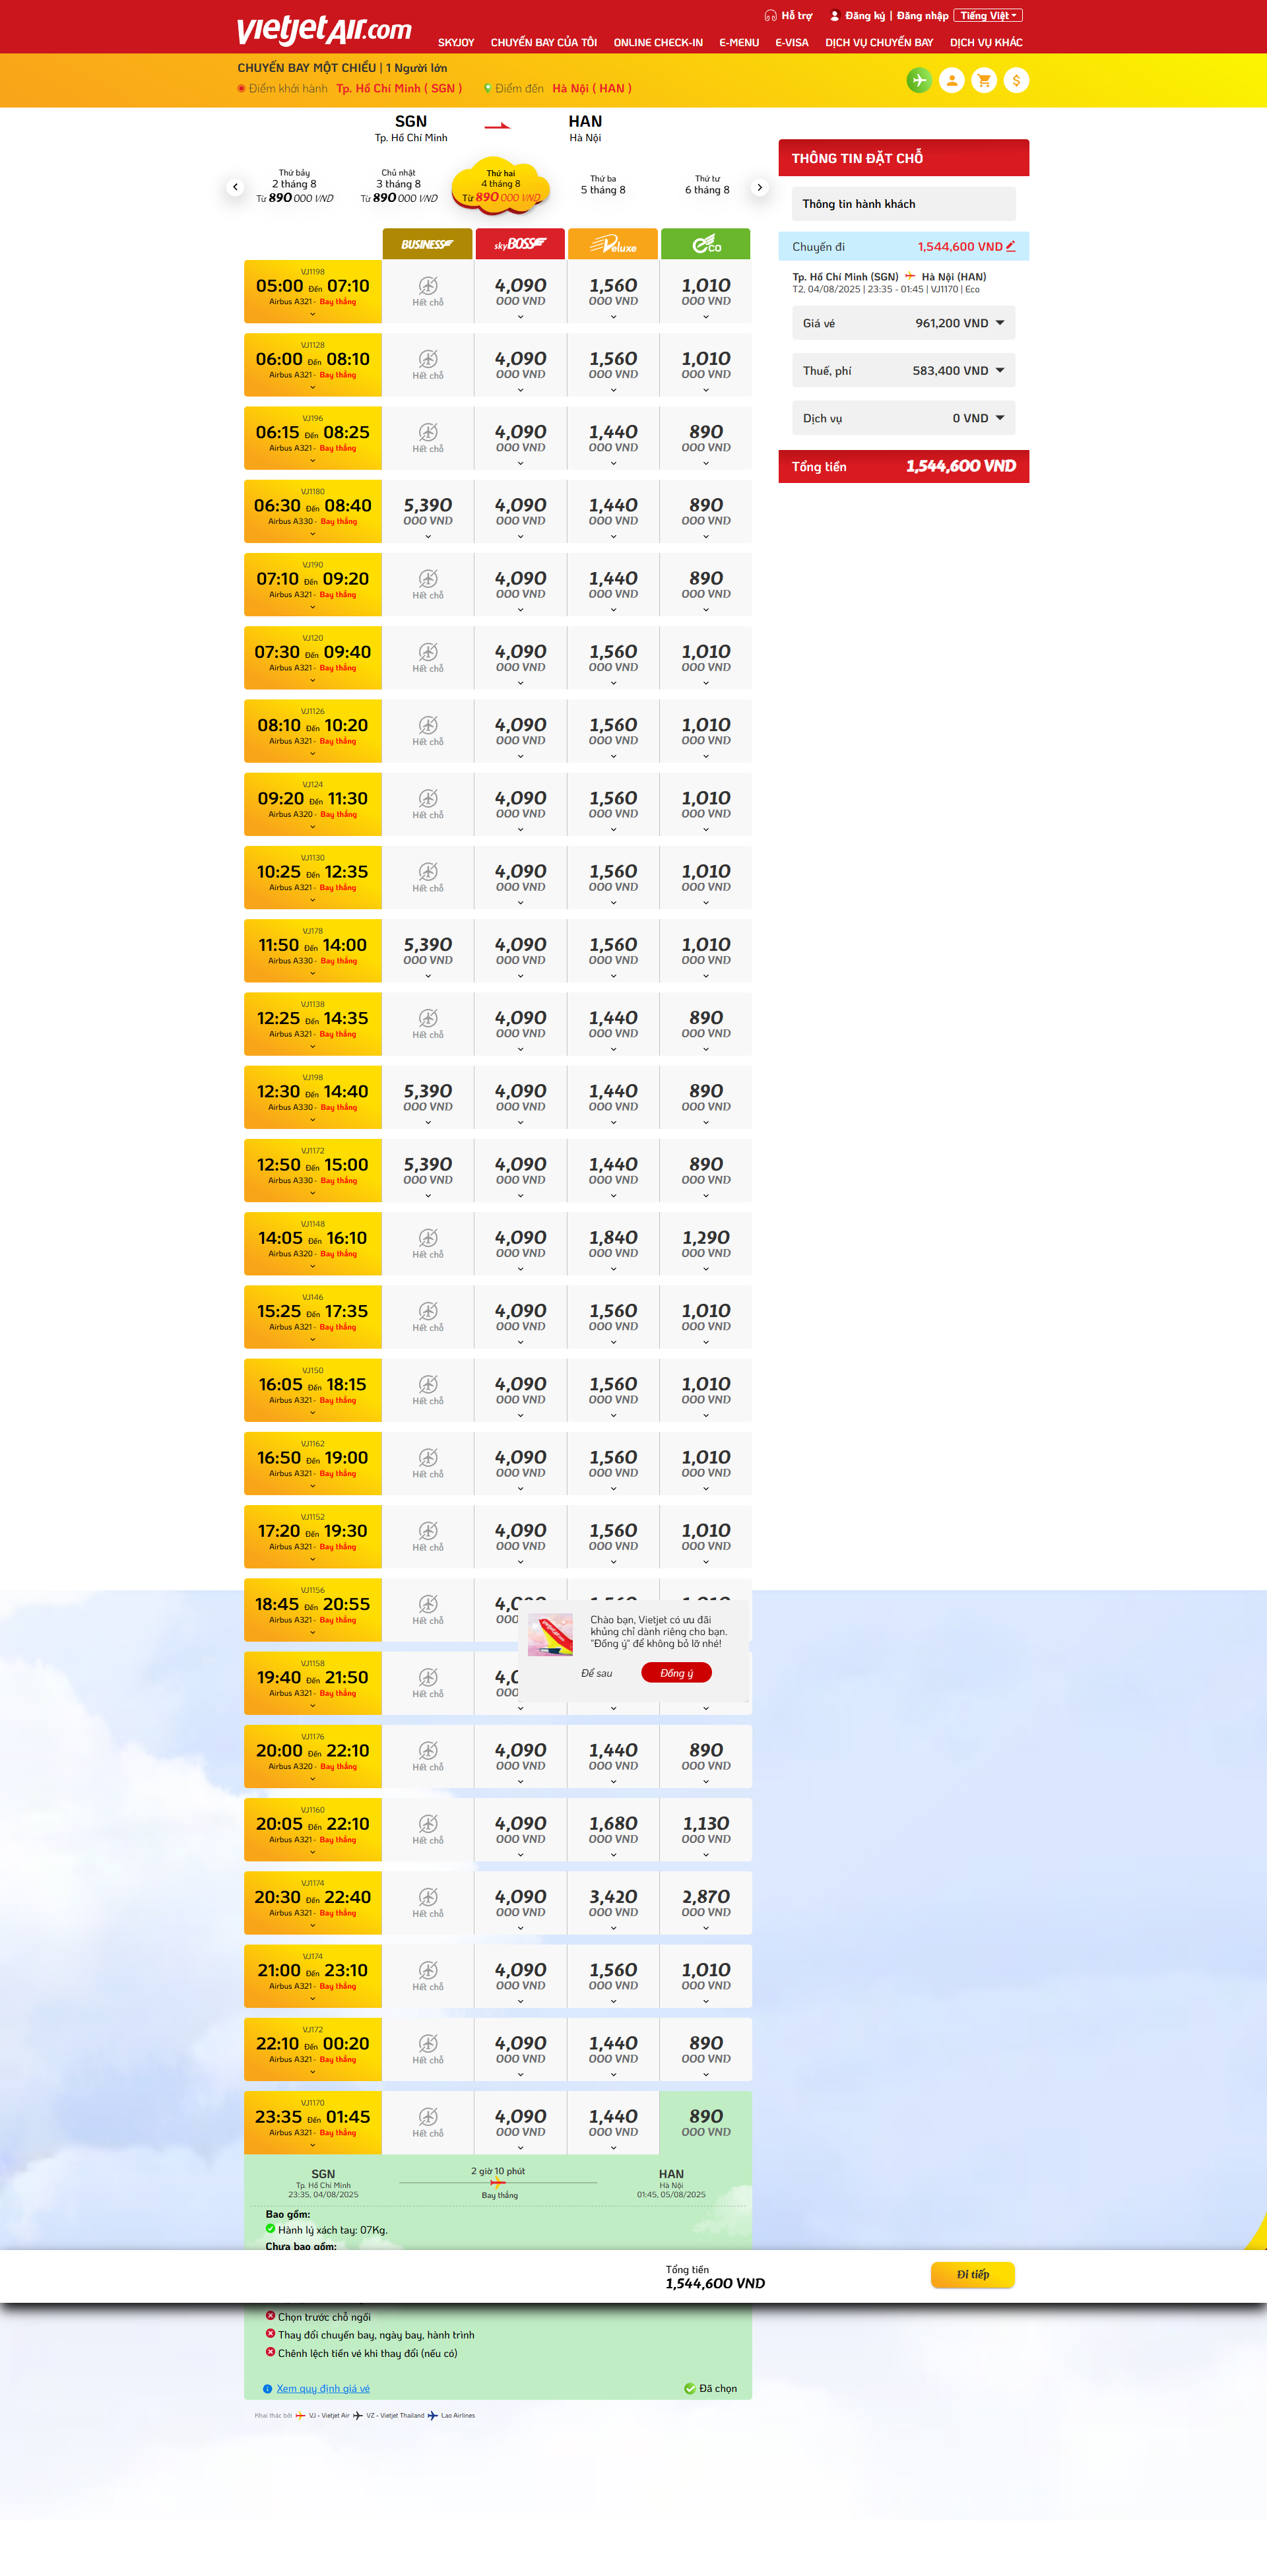 vietjetAir.com
Hỗ trợ Đăng ký | Đăng nhập Tiếng Việt
SKYJOY CHUYẾN BAY CỦA TÔI ONLINE CHECK-IN E-MENU E-VISA DỊCH VỤ CHUYẾN BAY DỊCH VỤ KHÁC
CHUYẾN BAY MỘT CHIỀU | 1 Người lớn
Điểm khởi hành Tp. Hồ Chí Minh ( SGN ) Điểm đến Hà Nội ( HAN )
SGN HAN
Tp. Hồ Chí Minh Hà Nội
Thứ bảy
2 tháng 8
Từ 890 000 VND
Chủ nhật
3 tháng 8
Từ 890 000 VND
Thứ hai
4 tháng 8
Từ 890 000 VND
Thứ ba
5 tháng 8
Thứ tư
6 tháng 8
THÔNG TIN ĐẶT CHỖ
Thông tin hành khách
Chuyến đi 1,544,600 VND
Tp. Hồ Chí Minh (SGN) Hà Nội (HAN)
T2, 04/08/2025 | 23:35 - 01:45 | VJ1170 | Eco
Giá vé 961,200 VND
Thuế, phí 583,400 VND
Dịch vụ 0 VND
Tổng tiền 1,544,600 VND
BUSINESS skyBOSS Deluxe eco
VJ1198
05:00 Đến 07:10 4,090 1,560 1,010
Airbus A321 - Bay thẳng Hết chỗ 000 VND 000 VND 000 VND
VJ1128
06:00 Đến 08:10 4,090 1,560 1,010
Airbus A321 - Bay thẳng Hết chỗ 000 VND 000 VND 000 VND
VJ196
06:15 Đến 08:25 4,090 1,440 890
Airbus A321 - Bay thẳng Hết chỗ 000 VND 000 VND 000 VND
VJ1180
06:30 Đến 08:40 5,390 4,090 1,440 890
Airbus A330 - Bay thẳng 000 VND 000 VND 000 VND 000 VND
VJ190
07:10 Đến 09:20 4,090 1,440 890
Airbus A321 - Bay thẳng Hết chỗ 000 VND 000 VND 000 VND
VJ120
07:30 Đến 09:40 4,090 1,560 1,010
Airbus A321 - Bay thẳng Hết chỗ 000 VND 000 VND 000 VND
VJ1126
08:10 Đến 10:20 4,090 1,560 1,010
Airbus A321 - Bay thẳng Hết chỗ 000 VND 000 VND 000 VND
VJ124
09:20 Đến 11:30 4,090 1,560 1,010
Airbus A320 - Bay thẳng Hết chỗ 000 VND 000 VND 000 VND
VJ1130
10:25 Đến 12:35 4,090 1,560 1,010
Airbus A321 - Bay thẳng Hết chỗ 000 VND 000 VND 000 VND
VJ178
11:50 Đến 14:00 5,390 4,090 1,560 1,010
Airbus A330 - Bay thẳng 000 VND 000 VND 000 VND 000 VND
VJ1138
12:25 Đến 14:35 4,090 1,440 890
Airbus A321 - Bay thẳng Hết chỗ 000 VND 000 VND 000 VND
VJ198
12:30 Đến 14:40 5,390 4,090 1,440 890
Airbus A330 - Bay thẳng 000 VND 000 VND 000 VND 000 VND
VJ1172
12:50 Đến 15:00 5,390 4,090 1,440 890
Airbus A330 - Bay thẳng 000 VND 000 VND 000 VND 000 VND
VJ1148
14:05 Đến 16:10 4,090 1,840 1,290
Airbus A320 - Bay thẳng Hết chỗ 000 VND 000 VND 000 VND
VJ146
15:25 Đến 17:35 4,090 1,560 1,010
Airbus A321 - Bay thẳng Hết chỗ 000 VND 000 VND 000 VND
VJ150
16:05 Đến 18:15 4,090 1,560 1,010
Airbus A321 - Bay thẳng Hết chỗ 000 VND 000 VND 000 VND
VJ1162
16:50 Đến 19:00 4,090 1,560 1,010
Airbus A321 - Bay thẳng Hết chỗ 000 VND 000 VND 000 VND
VJ1152
17:20 Đến 19:30 4,090 1,560 1,010
Airbus A321 - Bay thẳng Hết chỗ 000 VND 000 VND 000 VND
VJ1156
18:45 Đến 20:55
Airbus A321 - Bay thẳng Hết chỗ
Chào bạn, Vietjet có ưu đãi
khủng chỉ dành riêng cho bạn.
"Đồng ý" để không bỏ lỡ nhé!
Để sau Đồng ý
VJ1158
19:40 Đến 21:50
Airbus A321 - Bay thẳng Hết chỗ
VJ1176
20:00 Đến 22:10 4,090 1,440 890
Airbus A320 - Bay thẳng Hết chỗ 000 VND 000 VND 000 VND
VJ1160
20:05 Đến 22:10 4,090 1,680 1,130
Airbus A321 - Bay thẳng Hết chỗ 000 VND 000 VND 000 VND
VJ1174
20:30 Đến 22:40 4,090 3,420 2,870
Airbus A321 - Bay thẳng Hết chỗ 000 VND 000 VND 000 VND
VJ174
21:00 Đến 23:10 4,090 1,560 1,010
Airbus A321 - Bay thẳng Hết chỗ 000 VND 000 VND 000 VND
VJ172
22:10 Đến 00:20 4,090 1,440 890
Airbus A321 - Bay thẳng Hết chỗ 000 VND 000 VND 000 VND
VJ1170
23:35 Đến 01:45 4,090 1,440 890
Airbus A321 - Bay thẳng Hết chỗ 000 VND 000 VND 000 VND
SGN 2 giờ 10 phút HAN
Tp. Hồ Chí Minh Hà Nội
23:35, 04/08/2025 Bay thẳng 01:45, 05/08/2025
Bao gồm:
Hành lý xách tay: 07Kg.
Chưa bao gồm:
Tổng tiền
1,544,600 VND
Đi tiếp
Chọn trước chỗ ngồi
Thay đổi chuyến bay, ngày bay, hành trình
Chênh lệch tiền vé khi thay đổi (nếu có)
Xem quy định giá vé Đã chọn
Khai thác bởi VJ - Vietjet Air VZ - Vietjet Thailand Lao Airlines